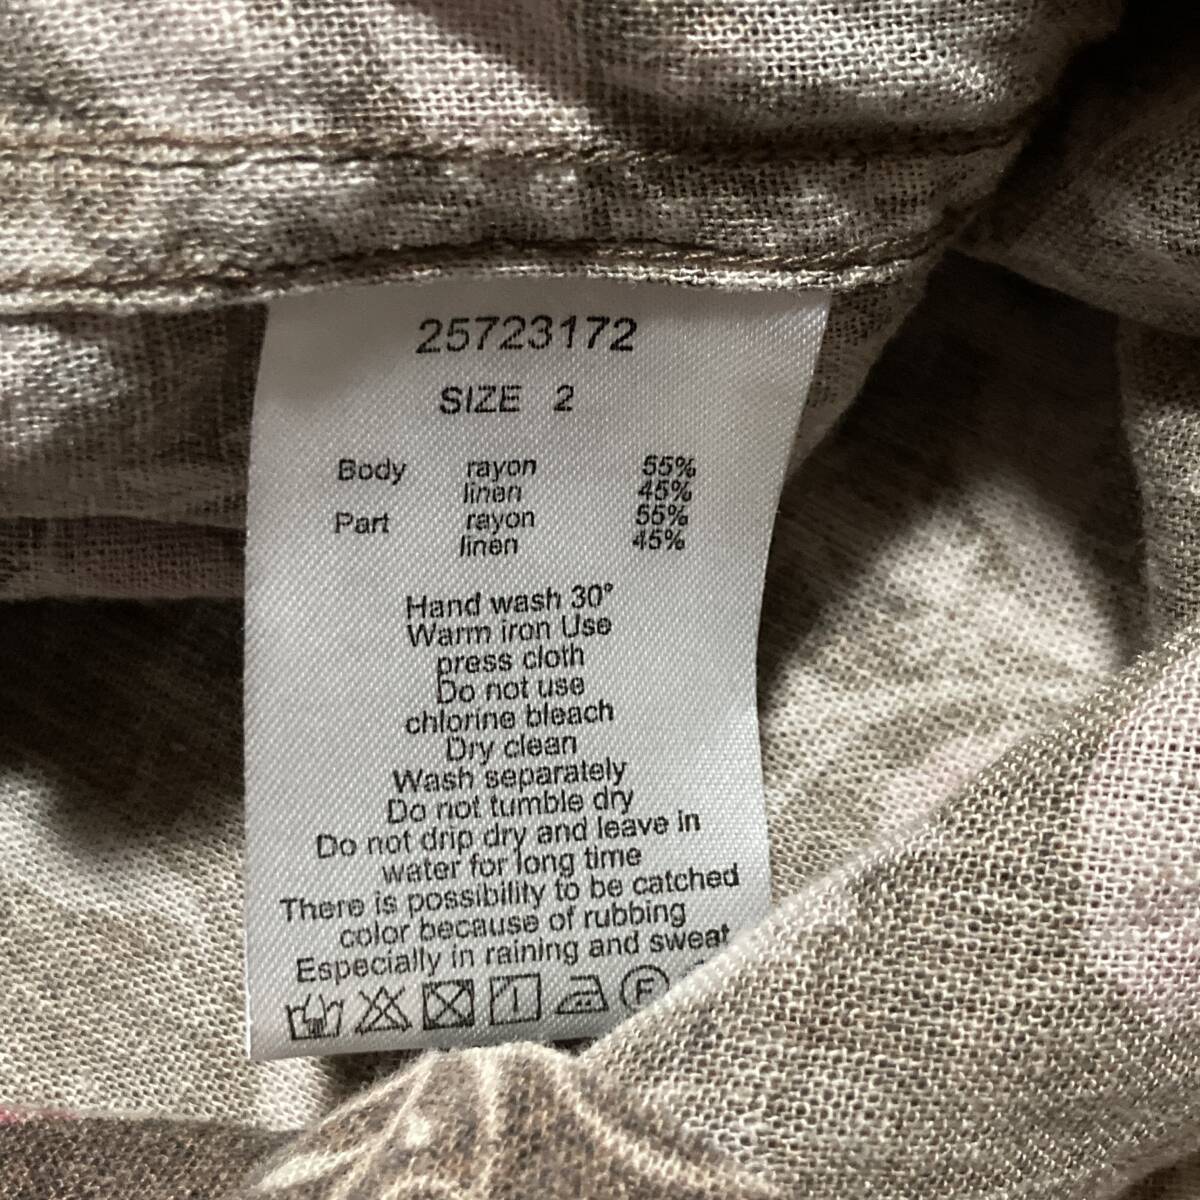 25723172
SIZE 2
Body rayon 55%
linen 45%
Part rayon 55%
linen 45%
Hand wash 30°
Warm iron Use
press cloth
Do not use
chlorine bleach
Dry clean
Wash separately
Do not tumble dry
Do not drip dry and leave in
water for long time
There is possibility to be catched
color because of rubbing
Especially in raining and sweat
F